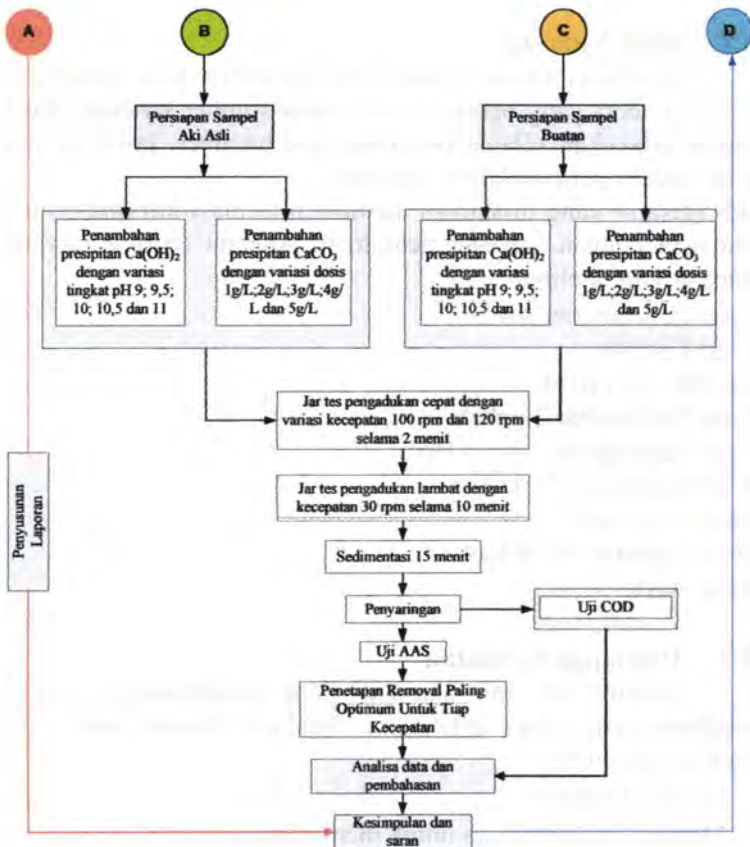 A
B
C
D
Persiapan Sampel
Aki Asli
Persiapan Sampel
Buatan
Penambahan
presipitan Ca(OH)₂
dengan variasi
tingkat pH 9; 9,5;
10; 10,5 dan 11
Penambahan
presipitan CaCO₃
dengan variasi dosis
1g/L;2g/L;3g/L;4g/
L dan 5g/L
Penambahan
presipitan Ca(OH)₂
dengan variasi
tingkat pH 9; 9,5;
10; 10,5 dan 11
Penambahan
presipitan CaCO₃
dengan variasi dosis
1g/L;2g/L;3g/L;4g/L
dan 5g/L
Jar tes pengadukan cepat dengan
variasi kecepatan 100 rpm dan 120 rpm
selama 2 menit
Penyusunan
Laporan
Jar tes pengadukan lambat dengan
kecepatan 30 rpm selama 10 menit
Sedimentasi 15 menit
Penyaringan
Uji COD
Uji AAS
Penetapan Removal Paling
Optimum Untuk Tiap
Kecepatan
Analisa data dan
pembahasan
Kesimpulan dan
saran